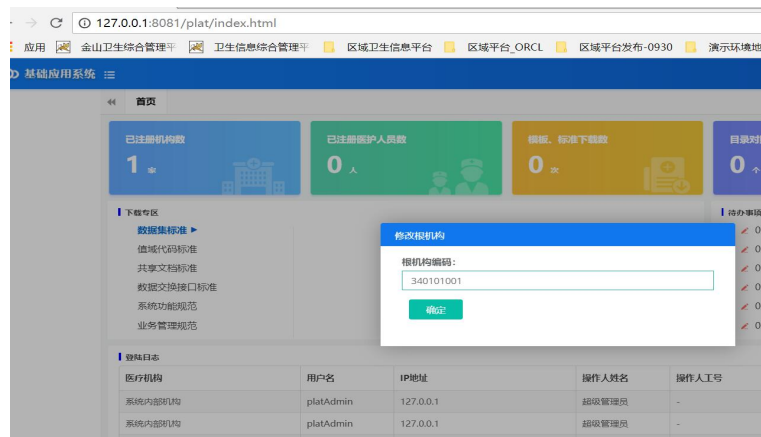 127.0.0.1:8081/plat/index.html
应用 金山卫生综合管理平 卫生信息综合管理平 区域卫生信息平台 区域平台_ORCL 区域平台发布-0930 演示环境地
基础应用系统
首页
已注册机构数 已注册医护人员数 模板、标准下载数 目录对
1 家 0 人 0 次 0 个
下载专区 待办事项
数据集标准 0
值域代码标准 0
共享文档标准 0
数据交换接口标准 0
系统功能规范 0
业务管理规范 0
修改根机构
根机构编码:
340101001
确定
登陆日志
医疗机构 用户名 IP地址 操作人姓名 操作人工号
系统内部机构 platAdmin 127.0.0.1 超级管理员 -
系统内部机构 platAdmin 127.0.0.1 超级管理员 -